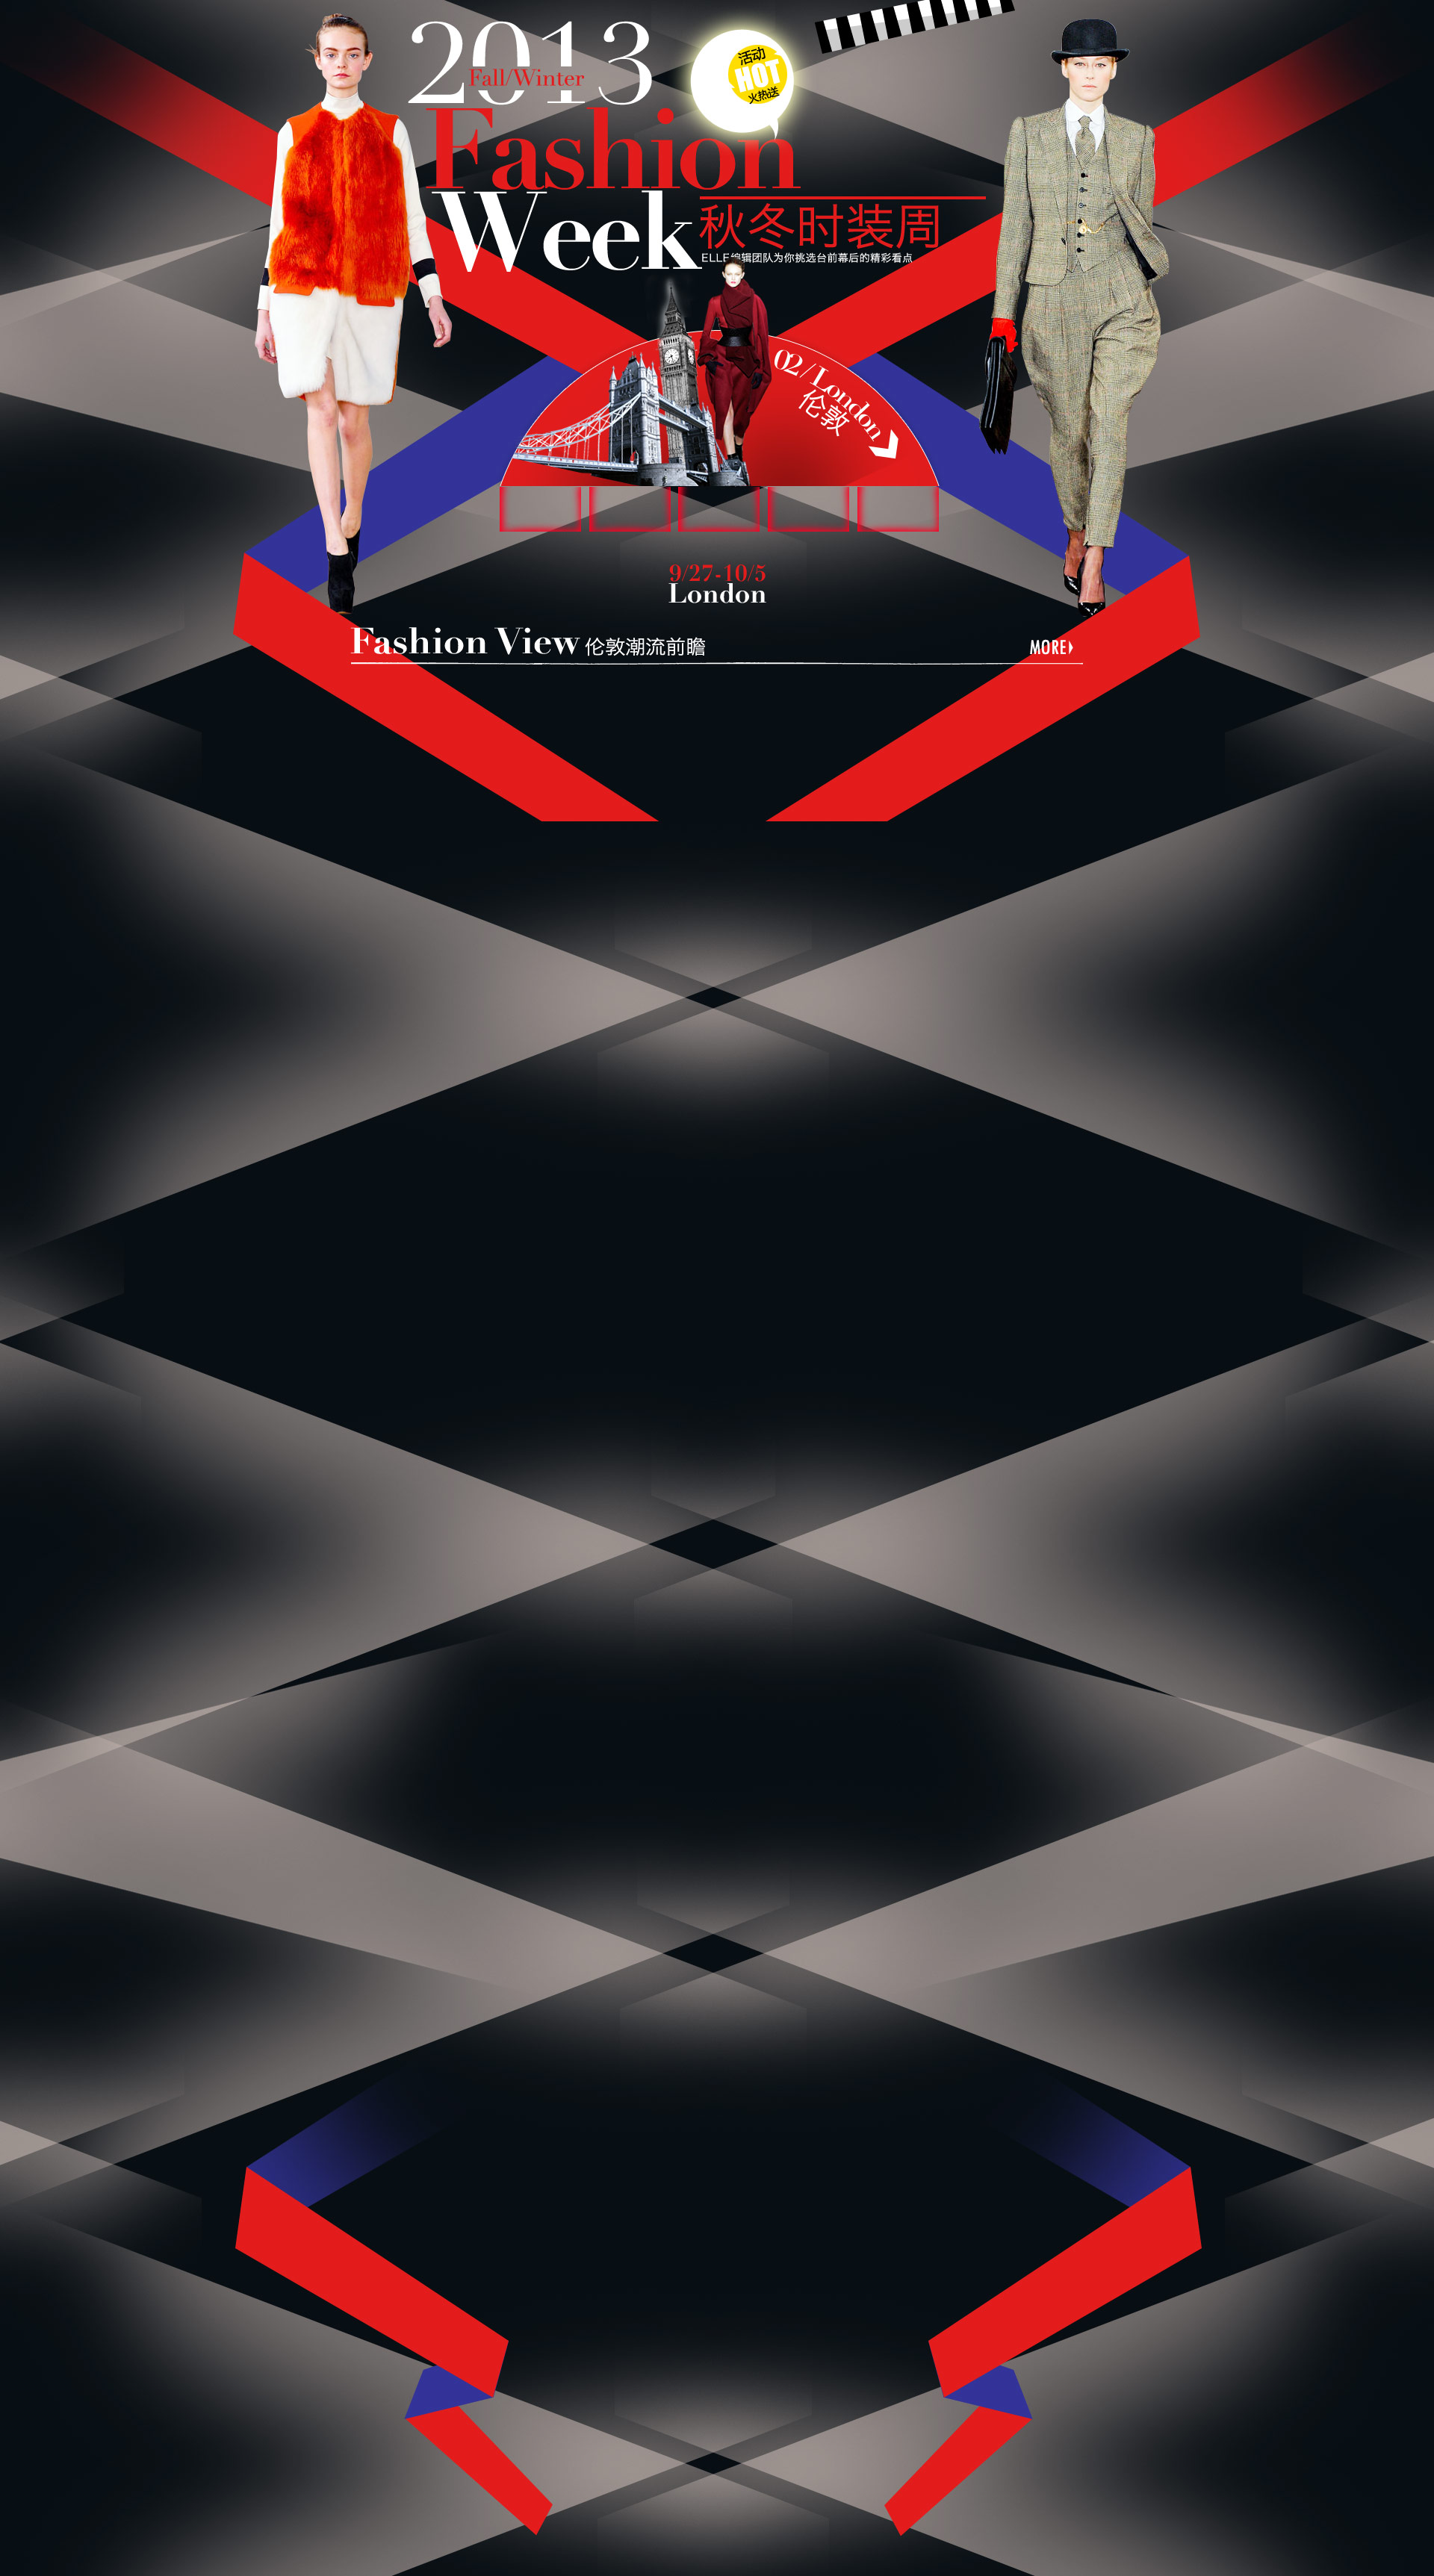 2013
Fall/Winter
活动
HOT
火热送
Fashion
Week
秋冬时装周
ELLE编辑团队为你挑选台前幕后的精彩看点
02/London
伦敦
9/27-10/5
London
Fashion View 伦敦潮流前瞻
MORE